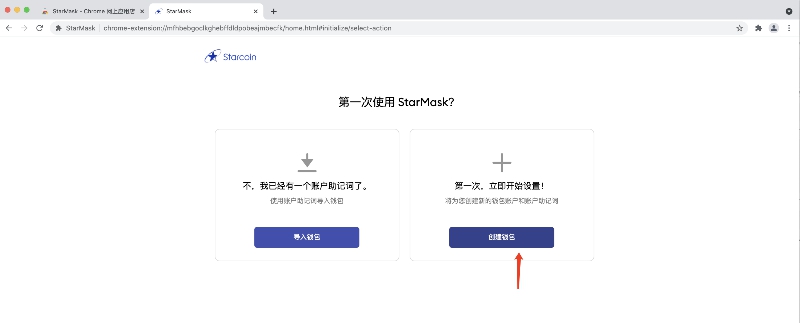 StarMask - Chrome 网上应用店
StarMask
StarMask
chrome-extension://mfhbebgoclkghebffdldpobeajmbecfk/home.html#initialize/select-action
Starcoin
第一次使用 StarMask?
不，我已经有一个账户助记词了。
使用账户助记词导入钱包
导入钱包
第一次，立即开始设置！
将为您创建新的钱包账户和账户助记词
创建钱包